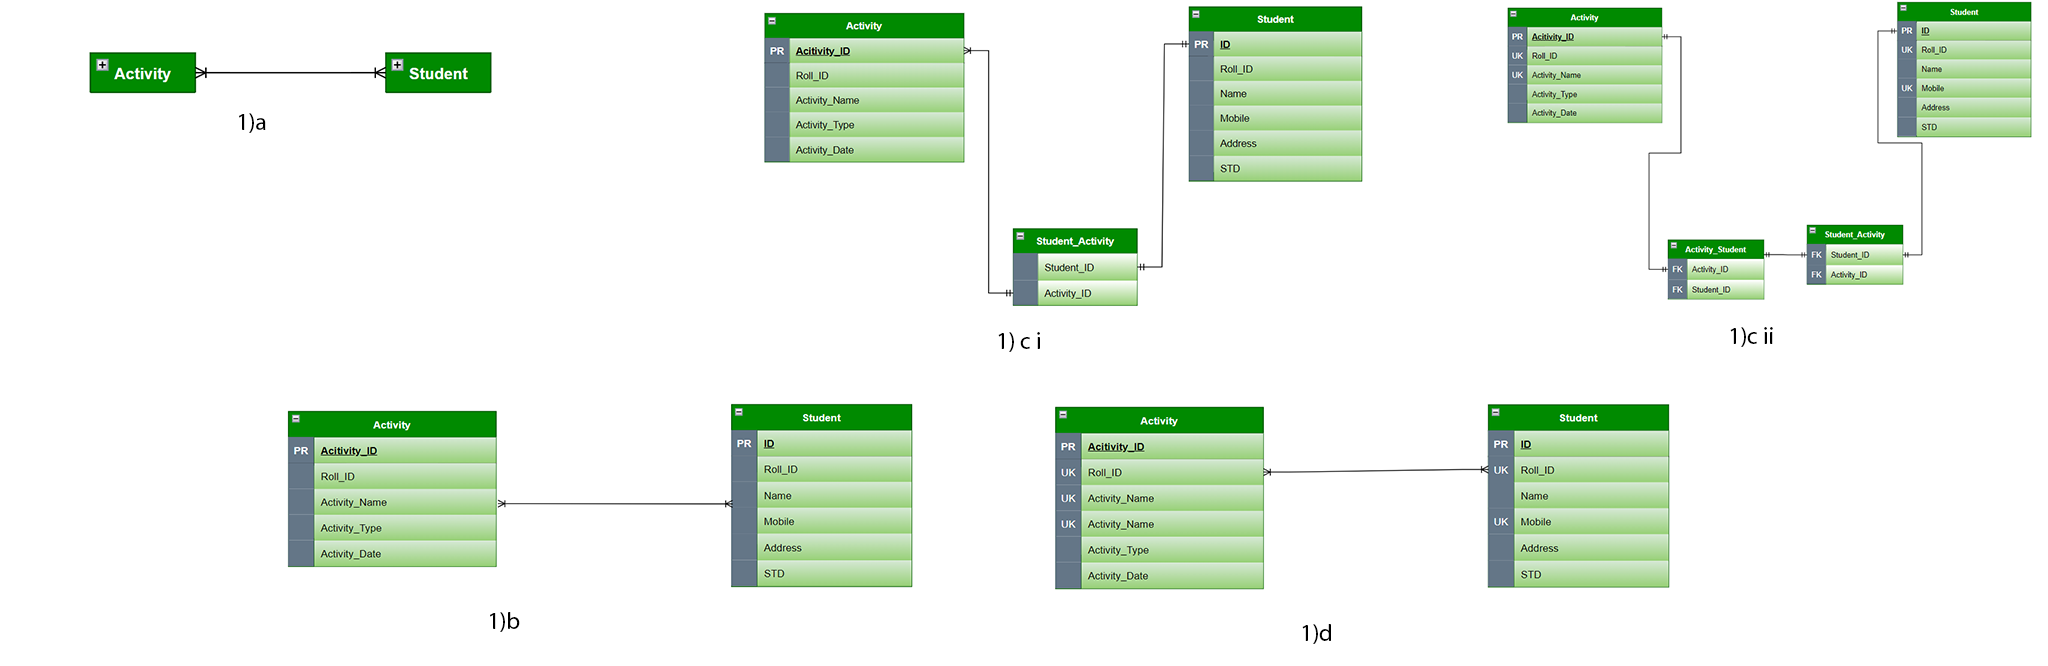 Activity
Student
1)a
Activity
PR Acitivity_ID
Roll_ID
Activity_Name
Activity_Type
Activity_Date
Student
PR ID
Roll_ID
Name
Mobile
Address
STD
Student_Activity
Student_ID
Activity_ID
1) c i
Activity
PR Acitivity_ID
UK Roll_ID
UK Activity_Name
Activity_Type
Activity_Date
Student
PR ID
UK Roll_ID
Name
UK Mobile
Address
STD
Activity_Student
FK Activity_ID
FK Student_ID
Student_Activity
FK Student_ID
FK Activity_ID
1)c ii
Activity
PR Acitivity_ID
Roll_ID
Activity_Name
Activity_Type
Activity_Date
Student
PR ID
Roll_ID
Name
Mobile
Address
STD
1)b
Activity
PR Acitivity_ID
UK Roll_ID
UK Activity_Name
UK Activity_Name
Activity_Type
Activity_Date
Student
PR ID
UK Roll_ID
Name
UK Mobile
Address
STD
1)d